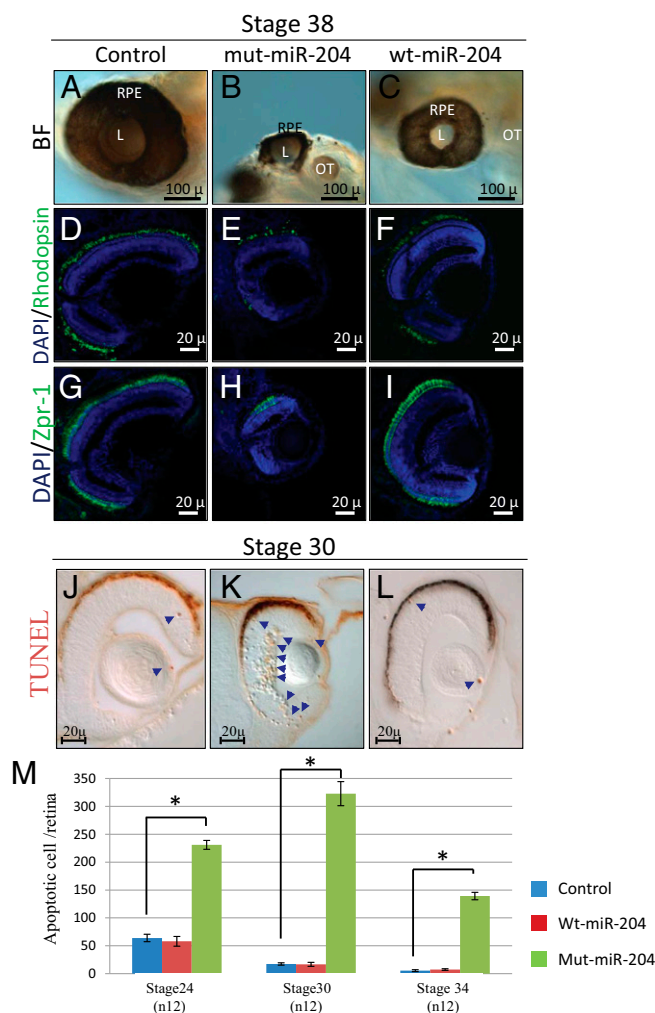 Stage 38
Control mut-miR-204 wt-miR-204
BF
A RPE L 100 μ
B RPE L OT 100 μ
C RPE L OT 100 μ
DAPI/Rhodopsin
D 20 μ
E 20 μ
F 20 μ
DAPI/Zpr-1
G 20 μ
H 20 μ
I 20 μ
Stage 30
TUNEL
J 20μ
K 20μ
L 20μ
M
Apoptotic cell /retina
350
300
250
200
150
100
50
0
* * *
Stage24 Stage30 Stage 34
(n12) (n12) (n12)
Control
Wt-miR-204
Mut-miR-204